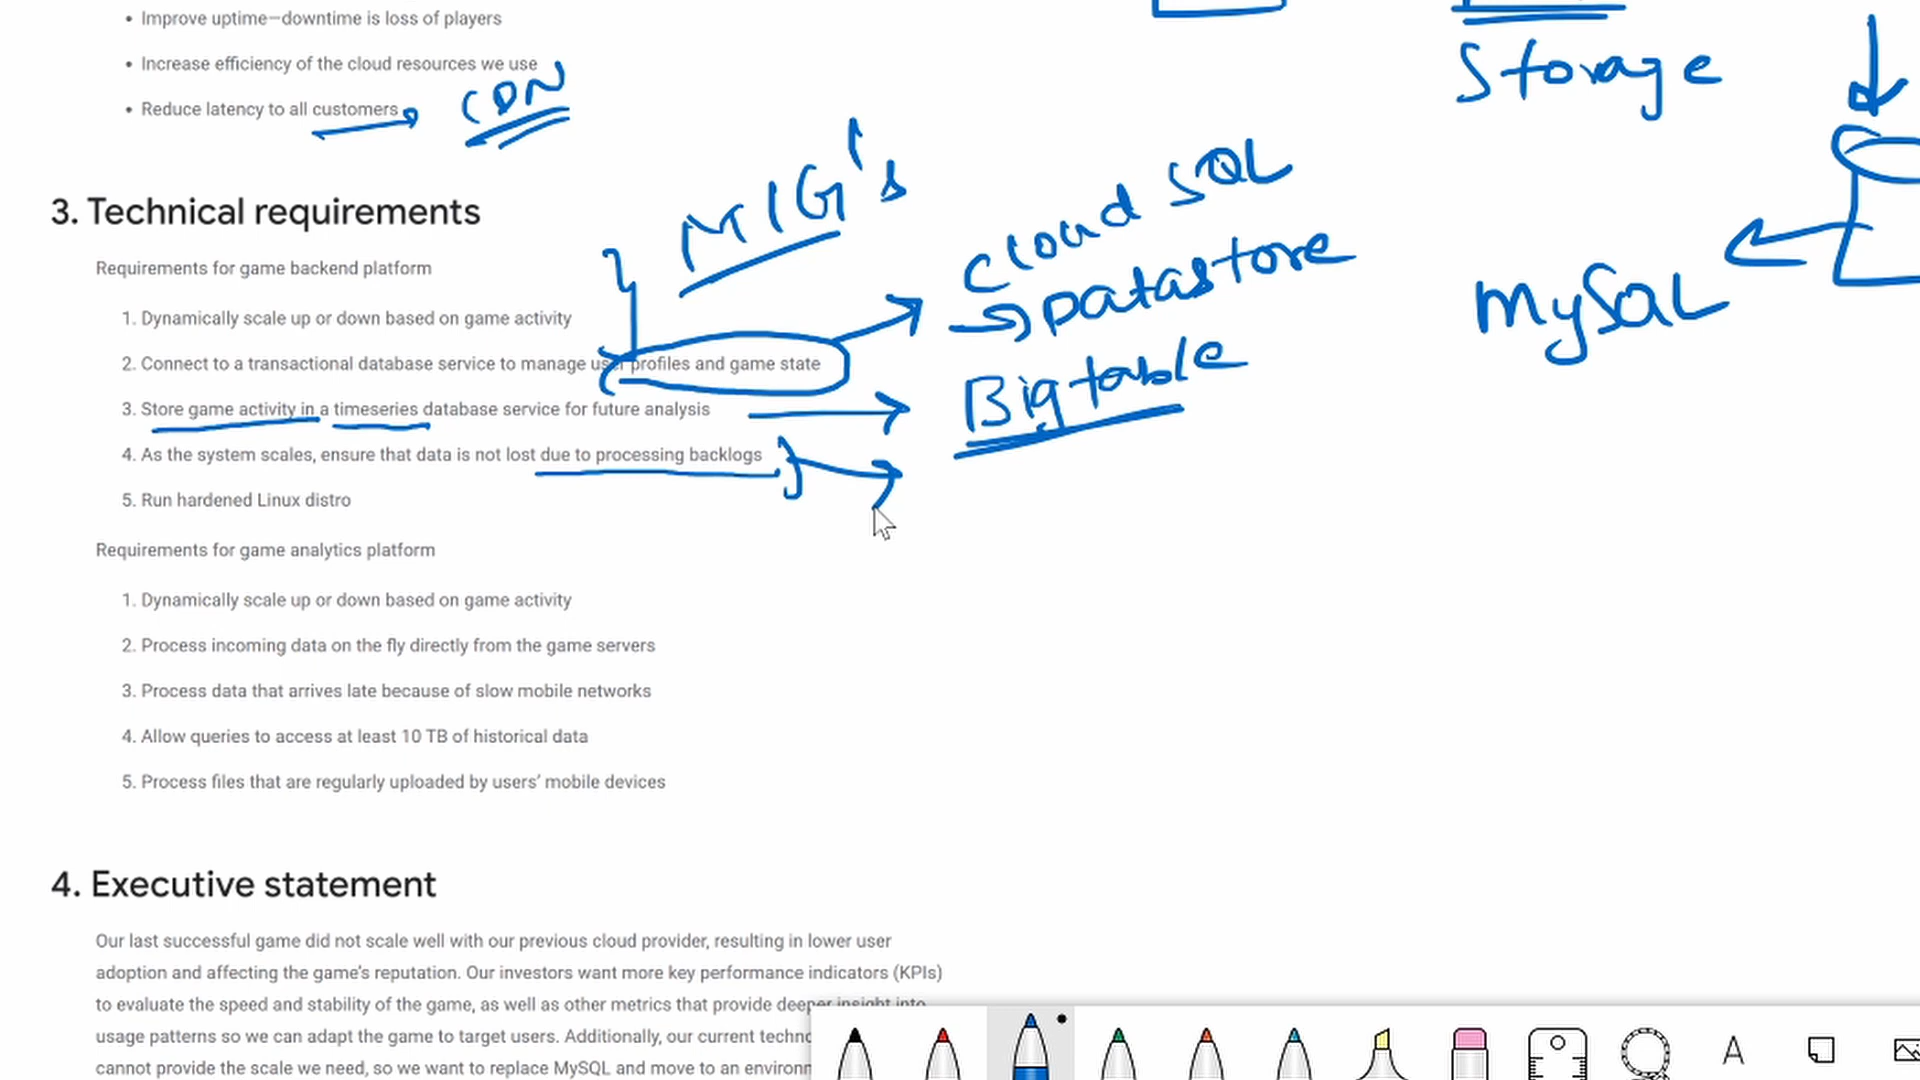 • Improve uptime—downtime is loss of players
• Increase efficiency of the cloud resources we use
• Reduce latency to all customers
CDN
Storage
3. Technical requirements
MIG's
Cloud SQL
Datastore
Bigtable
MySQL
Requirements for game backend platform
1. Dynamically scale up or down based on game activity
2. Connect to a transactional database service to manage user profiles and game state
3. Store game activity in a timeseries database service for future analysis
4. As the system scales, ensure that data is not lost due to processing backlogs
5. Run hardened Linux distro
Requirements for game analytics platform
1. Dynamically scale up or down based on game activity
2. Process incoming data on the fly directly from the game servers
3. Process data that arrives late because of slow mobile networks
4. Allow queries to access at least 10 TB of historical data
5. Process files that are regularly uploaded by users’ mobile devices
4. Executive statement
Our last successful game did not scale well with our previous cloud provider, resulting in lower user
adoption and affecting the game's reputation. Our investors want more key performance indicators (KPIs)
to evaluate the speed and stability of the game, as well as other metrics that provide deeper insight into
usage patterns so we can adapt the game to target users. Additionally, our current techno
cannot provide the scale we need, so we want to replace MySQL and move to an environm
A